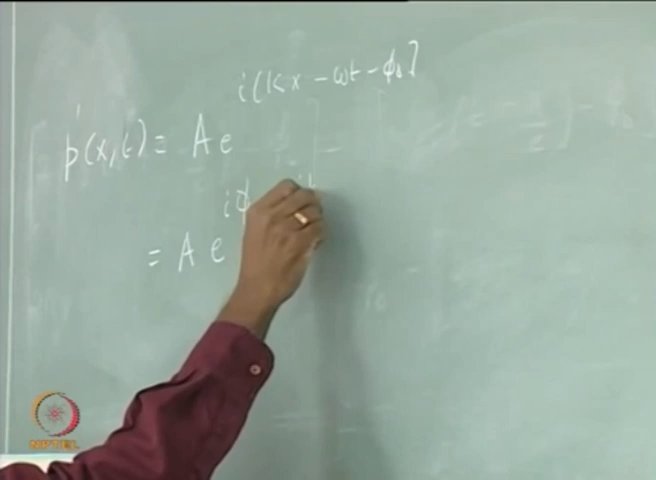 p'(x,t) = A e^{i(kx - ωt - ϕ₀)}
= A e^{iϕ
NPTEL